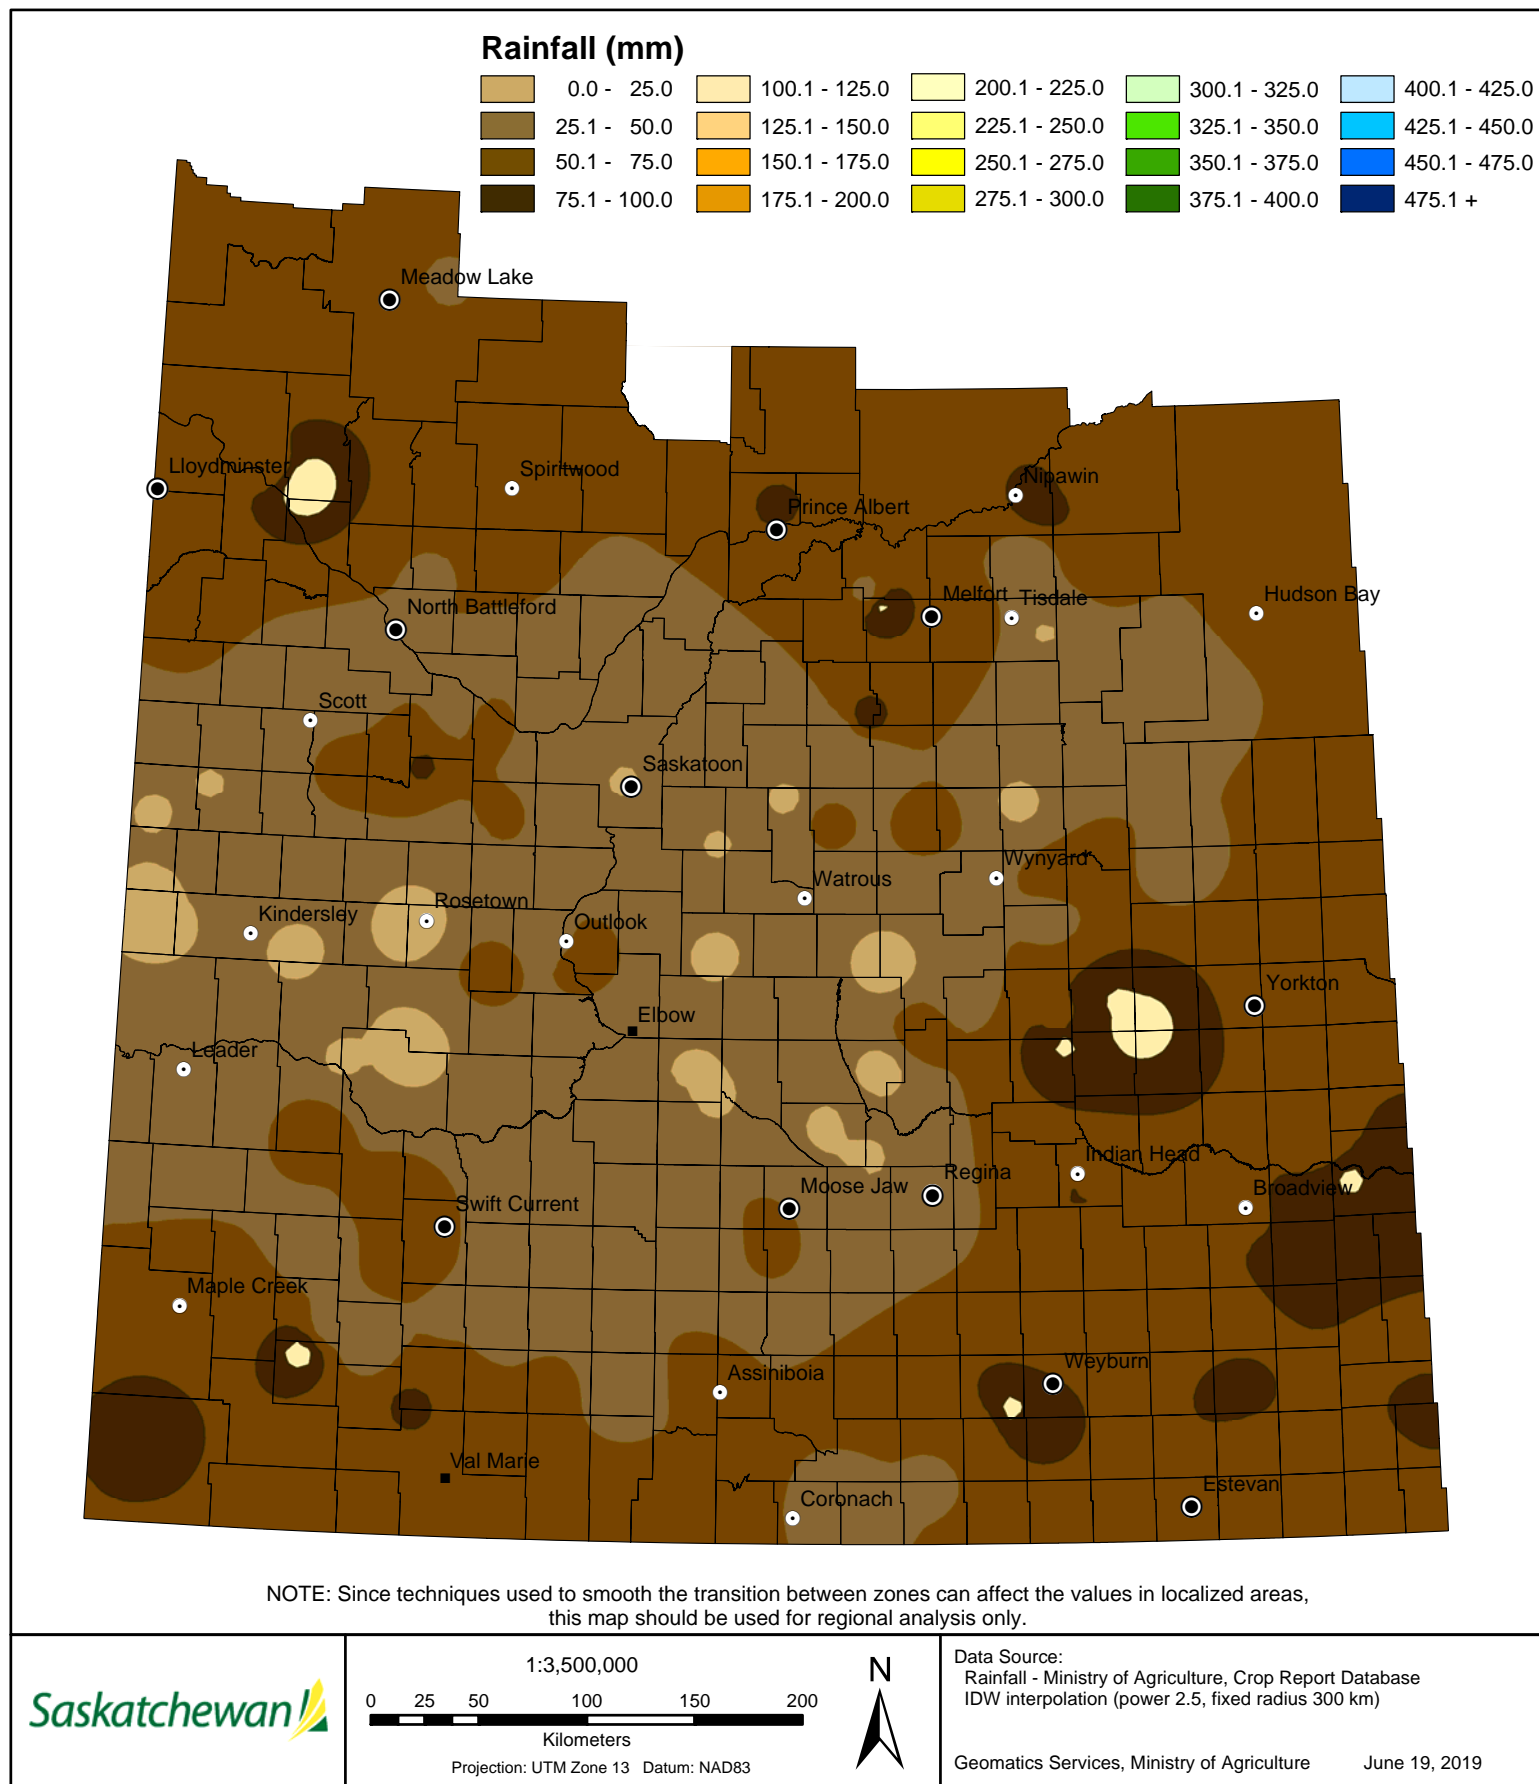 Rainfall (mm)
0.0 - 25.0
25.1 - 50.0
50.1 - 75.0
75.1 - 100.0
100.1 - 125.0
125.1 - 150.0
150.1 - 175.0
175.1 - 200.0
200.1 - 225.0
225.1 - 250.0
250.1 - 275.0
275.1 - 300.0
300.1 - 325.0
325.1 - 350.0
350.1 - 375.0
375.1 - 400.0
400.1 - 425.0
425.1 - 450.0
450.1 - 475.0
475.1 +
Meadow Lake
Lloydminster
Spiritwood
Nipawin
Prince Albert
North Battleford
Melfort
Tisdale
Hudson Bay
Scott
Saskatoon
Wynyard
Watrous
Rosetown
Kindersley
Outlook
Yorkton
Elbow
Leader
Indian Head
Regina
Moose Jaw
Broadview
Swift Current
Maple Creek
Weyburn
Assiniboia
Val Marie
Coronach
Estevan
NOTE: Since techniques used to smooth the transition between zones can affect the values in localized areas,
this map should be used for regional analysis only.
Saskatchewan
1:3,500,000
0 25 50 100 150 200
Kilometers
Projection: UTM Zone 13 Datum: NAD83
N
Data Source:
Rainfall - Ministry of Agriculture, Crop Report Database
IDW interpolation (power 2.5, fixed radius 300 km)
Geomatics Services, Ministry of Agriculture June 19, 2019